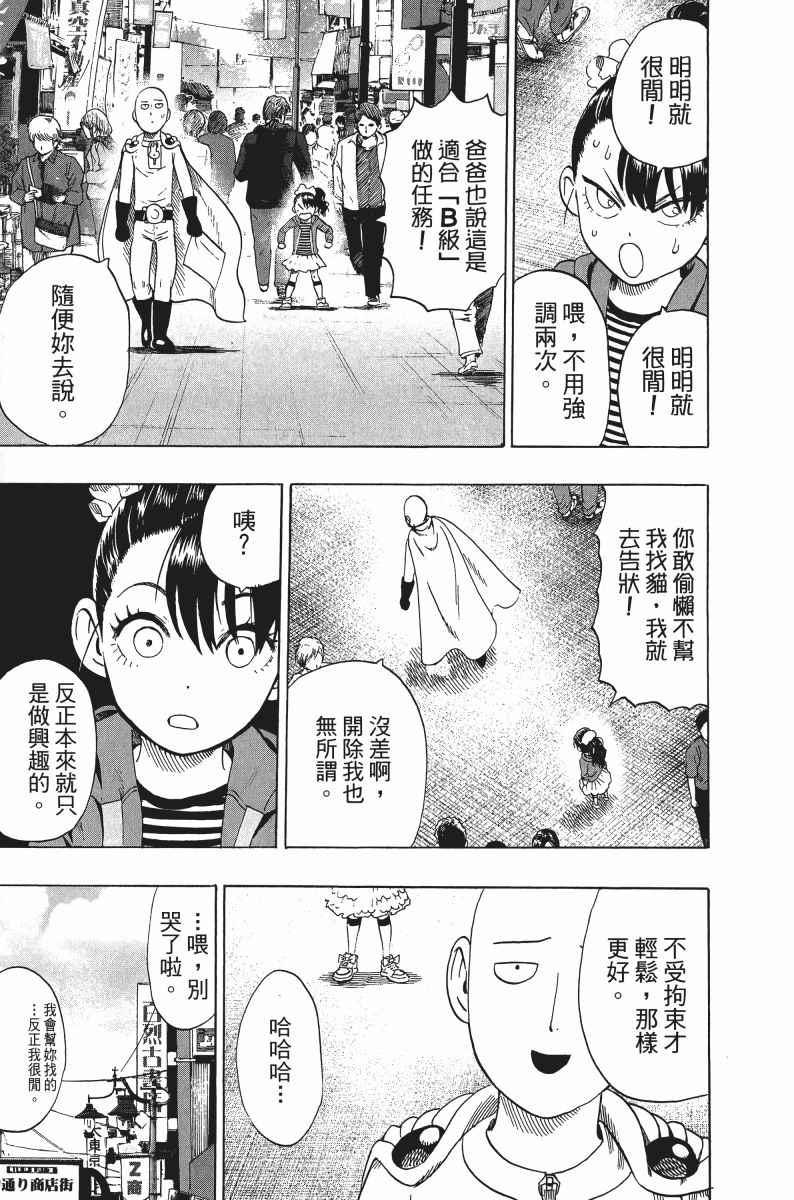 明明就
很閒！
明明就
很閒！
喂，不用強
調兩次。
爸爸也說這是
適合「B級」
做的任務！
隨便妳去說。
你敢偷懶不幫
我找貓，我就
去告狀！
沒差啊，
開除我也
無所謂。
咦？
反正本來就只
是做興趣的。
不受拘束才
輕鬆，那樣
更好。
哈哈哈…
…喂，別
哭了啦。
我會幫妳找的
…反正我很閒。
東京
Z商
通り商店街